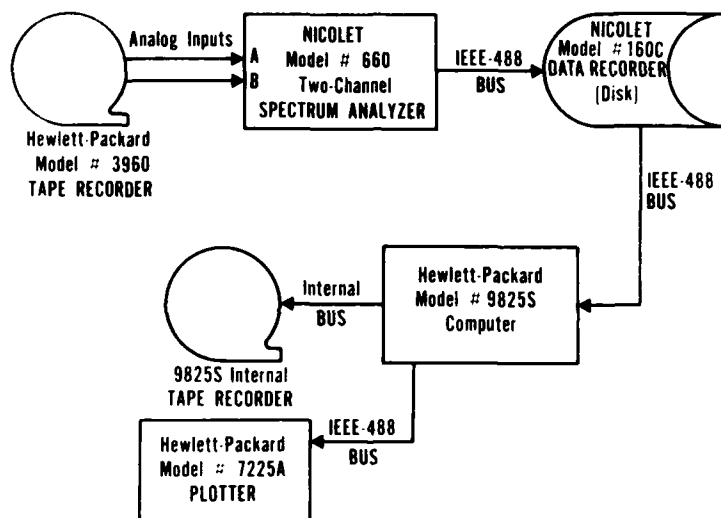 Analog Inputs
A
B
NICOLET
Model # 660
Two-Channel
SPECTRUM ANALYZER
IEEE-488
BUS
NICOLET
Model # 160C
DATA RECORDER
(Disk)
Hewlett-Packard
Model # 3960
TAPE RECORDER
IEEE-488
BUS
Internal
BUS
Hewlett-Packard
Model # 9825S
Computer
9825S Internal
TAPE RECORDER
IEEE-488
BUS
Hewlett-Packard
Model # 7225A
PLOTTER